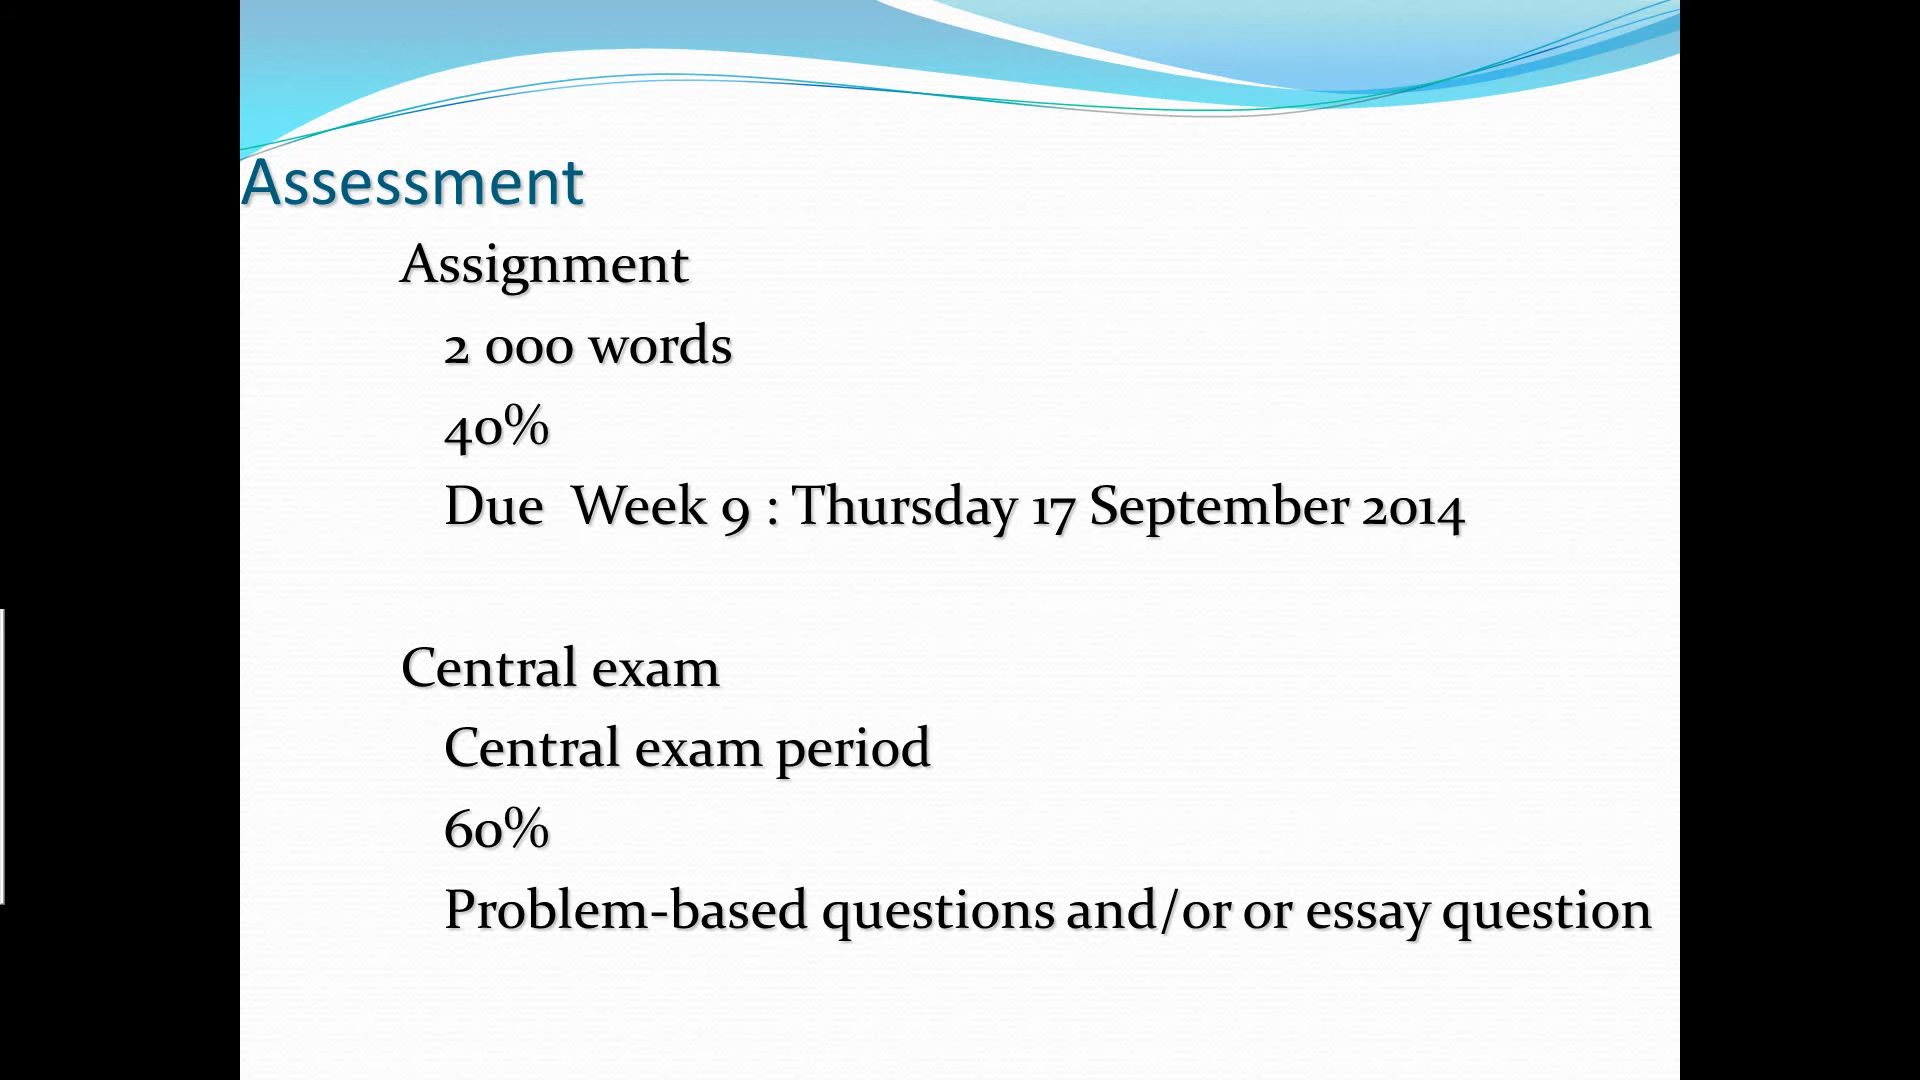 Assessment
Assignment
2 000 words
40%
Due  Week 9 : Thursday 17 September 2014
Central exam
Central exam period
60%
Problem-based questions and/or or essay question